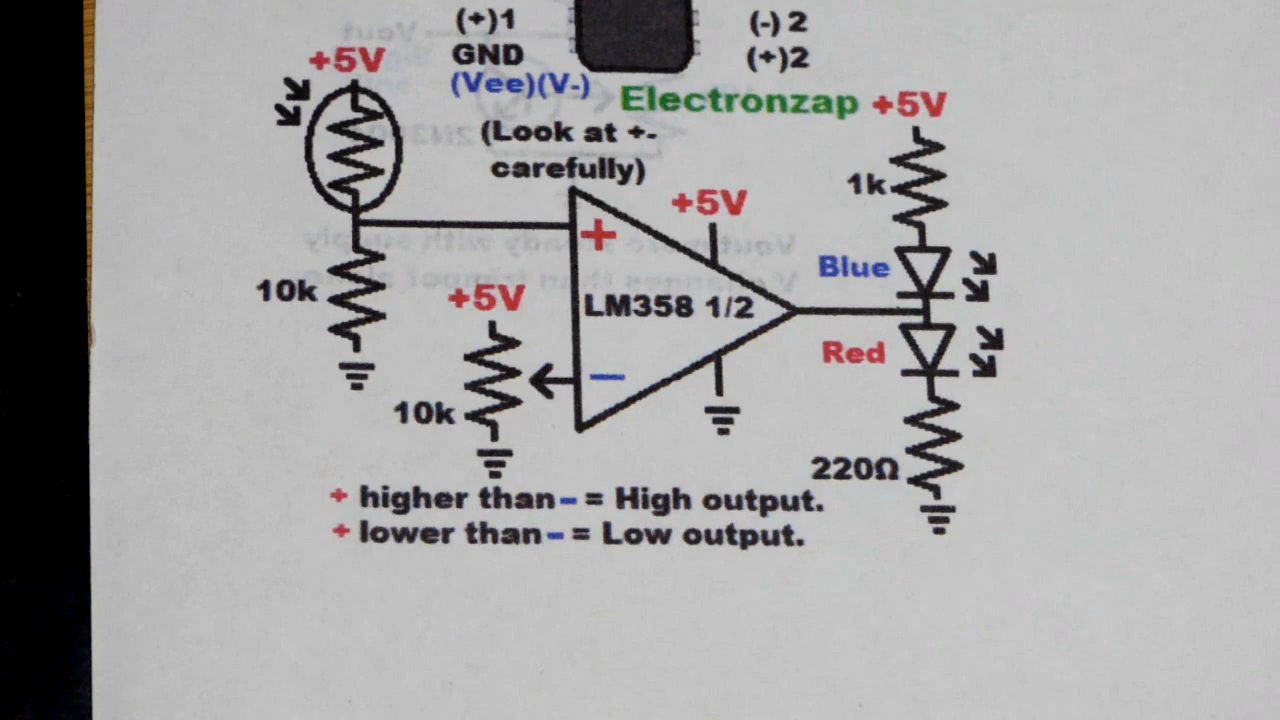 (+)1
(-) 2
GND
(+)2
(Vee)(V-)
+5V
Electronzap
+5V
(Look at +-
carefully)
1k
+5V
+
Blue
10k
+5V
LM358 1/2
Red
−
10k
220Ω
+ higher than - = High output.
+ lower than - = Low output.